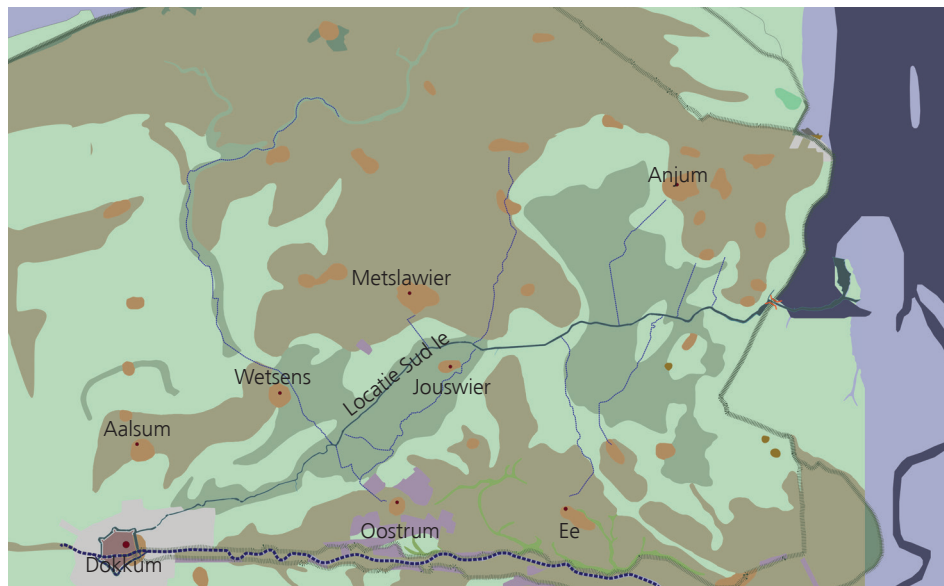 Anjum
Metslawier
Locatie Sud Ie
Wetsens
Jouswier
Aalsum
Oostrum
Ee
Dokkum